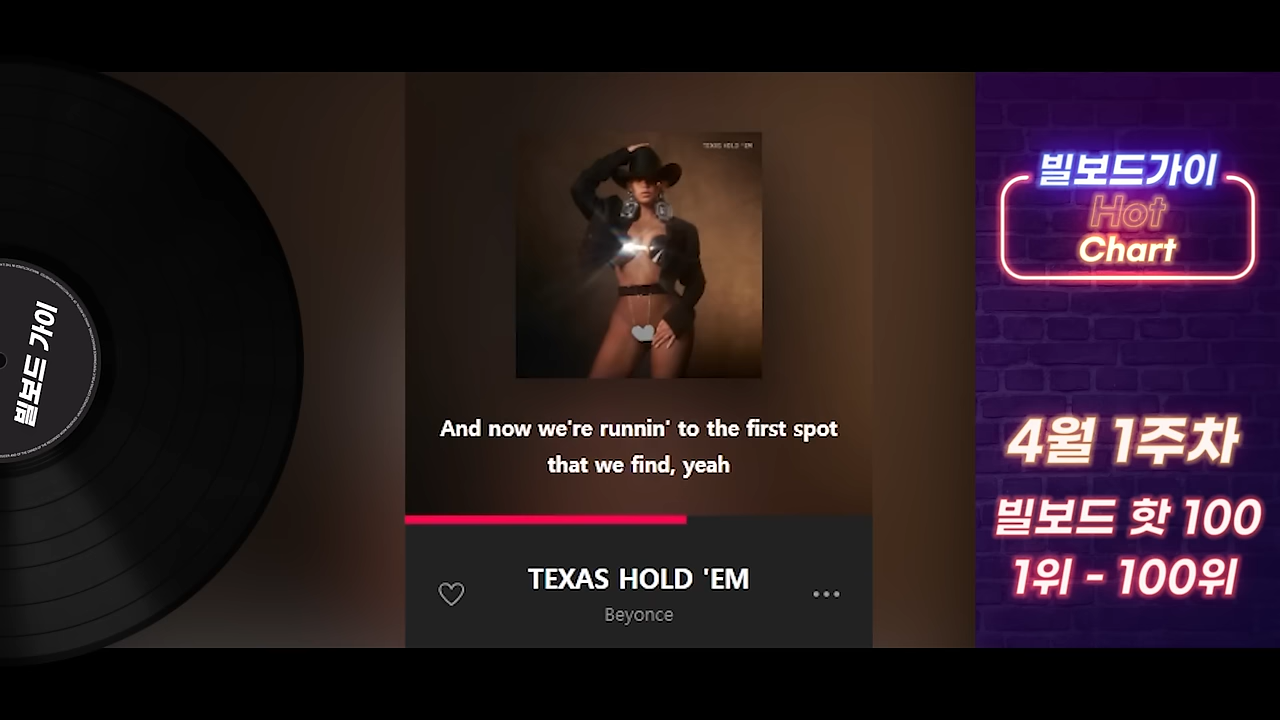 빌보드 가이
TEXAS HOLD 'EM
And now we're runnin' to the first spot
that we find, yeah
TEXAS HOLD 'EM
Beyonce
빌보드가이
Hot
Chart
4월 1주차
빌보드 핫 100
1위 - 100위